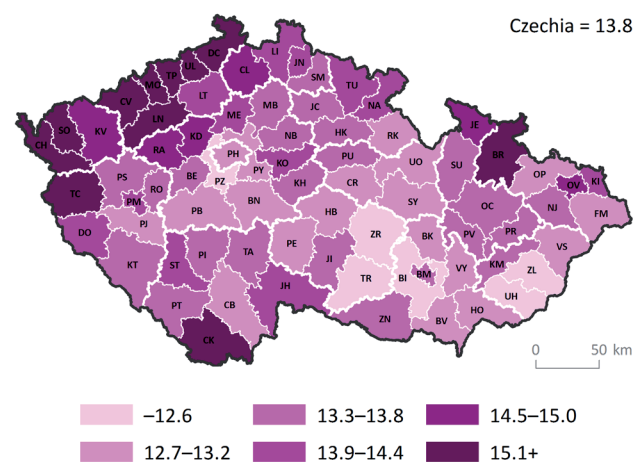 Czechia = 13.8
DC
LI
UL
JN
TP
CL
SM
MO
TU
CV
LT
MB
JC
NA
SO
KV
LN
ME
JE
CH
KD
NB
HK
RK
RA
PH
KO
PU
BR
TC
PS
RO
BE
PZ
PY
KH
CR
UO
SU
OP
OV
KI
PM
PB
BN
SY
OC
NJ
FM
DO
PJ
HB
ZR
BK
PV
PR
VS
KT
ST
PI
TA
PE
JI
TR
BI
BM
VY
KM
ZL
PT
CB
JH
ZN
BV
HO
UH
CK
0 50 km
–12.6 13.3–13.8 14.5–15.0
12.7–13.2 13.9–14.4 15.1+